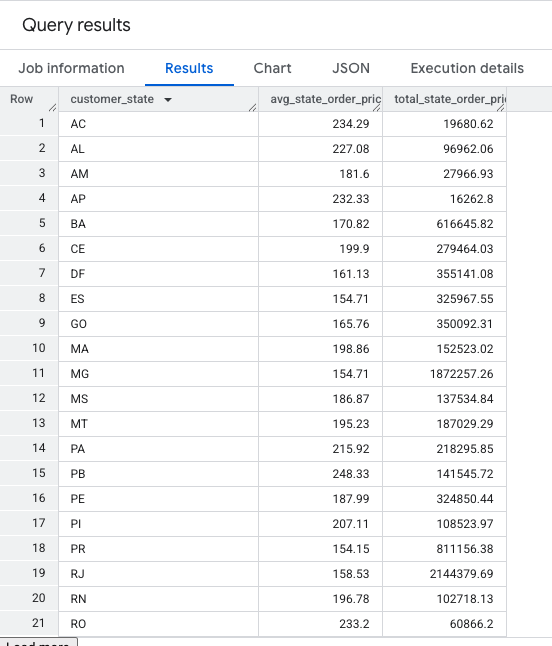 Query results
Job information Results Chart JSON Execution details
Row customer_state avg_state_order_pric total_state_order_pri
1 AC 234.29 19680.62
2 AL 227.08 96962.06
3 AM 181.6 27966.93
4 AP 232.33 16262.8
5 BA 170.82 616645.82
6 CE 199.9 279464.03
7 DF 161.13 355141.08
8 ES 154.71 325967.55
9 GO 165.76 350092.31
10 MA 198.86 152523.02
11 MG 154.71 1872257.26
12 MS 186.87 137534.84
13 MT 195.23 187029.29
14 PA 215.92 218295.85
15 PB 248.33 141545.72
16 PE 187.99 324850.44
17 PI 207.11 108523.97
18 PR 154.15 811156.38
19 RJ 158.53 2144379.69
20 RN 196.78 102718.13
21 RO 233.2 60866.2
Load more